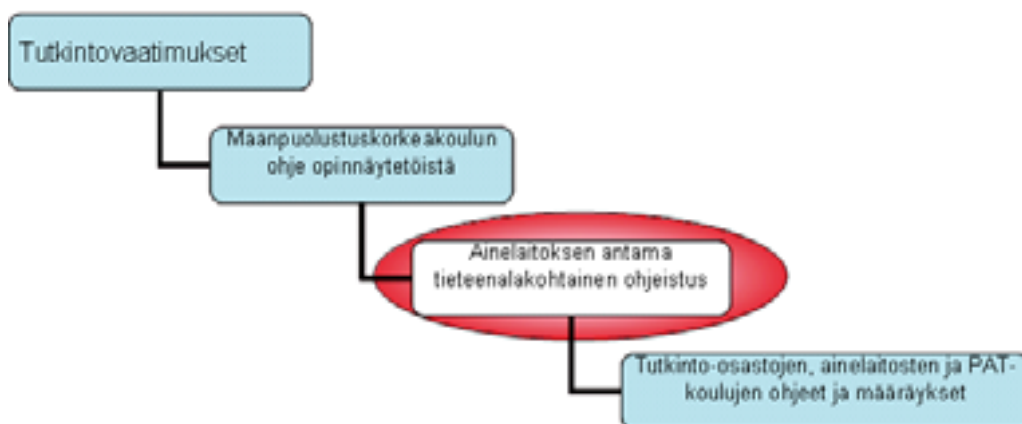 Tutkintovaatimukset
Maanpuolustuskorkeakoulun
ohje opinnäytetöistä
Ainelaitoksen antama
tieteenalakohtainen ohjeistus
Tutkinto-osastojen, ainelaitosten ja PAT-
koulujen ohjeet ja määräykset